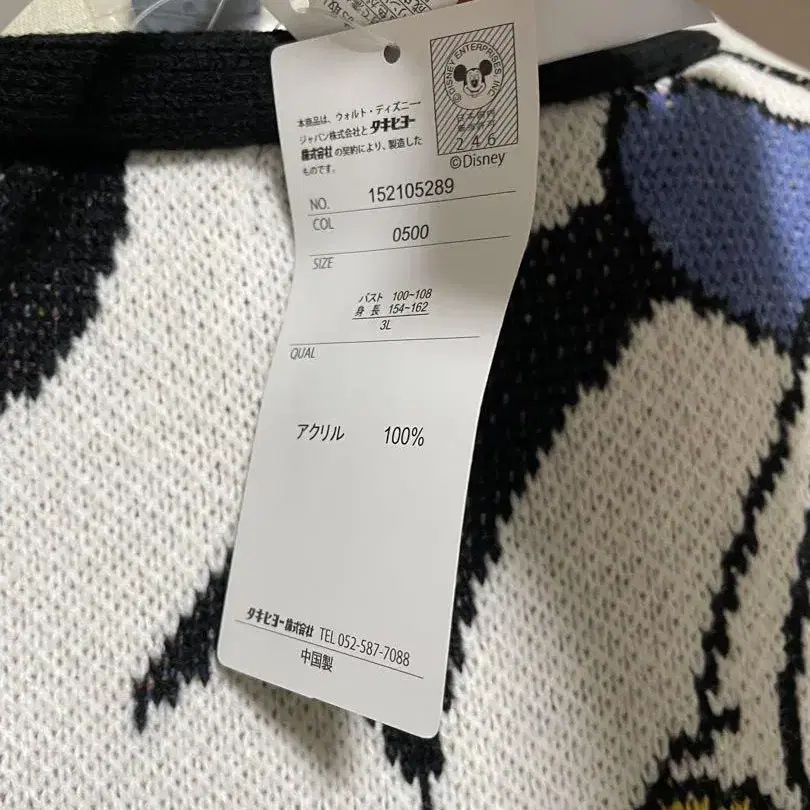 ©DISNEY ENTERPRISES, INC.
日本国内
246
©Disney
本商品は、ウォルト・ディズニー・
ジャパン株式会社とタキヒヨー
株式会社の契約により、製造した
ものです。
NO. 152105289
COL 0500
SIZE
バスト 100~108
身長 154~162
3L
QUAL
アクリル 100%
タキヒヨー株式会社 TEL 052-587-7088
中国製